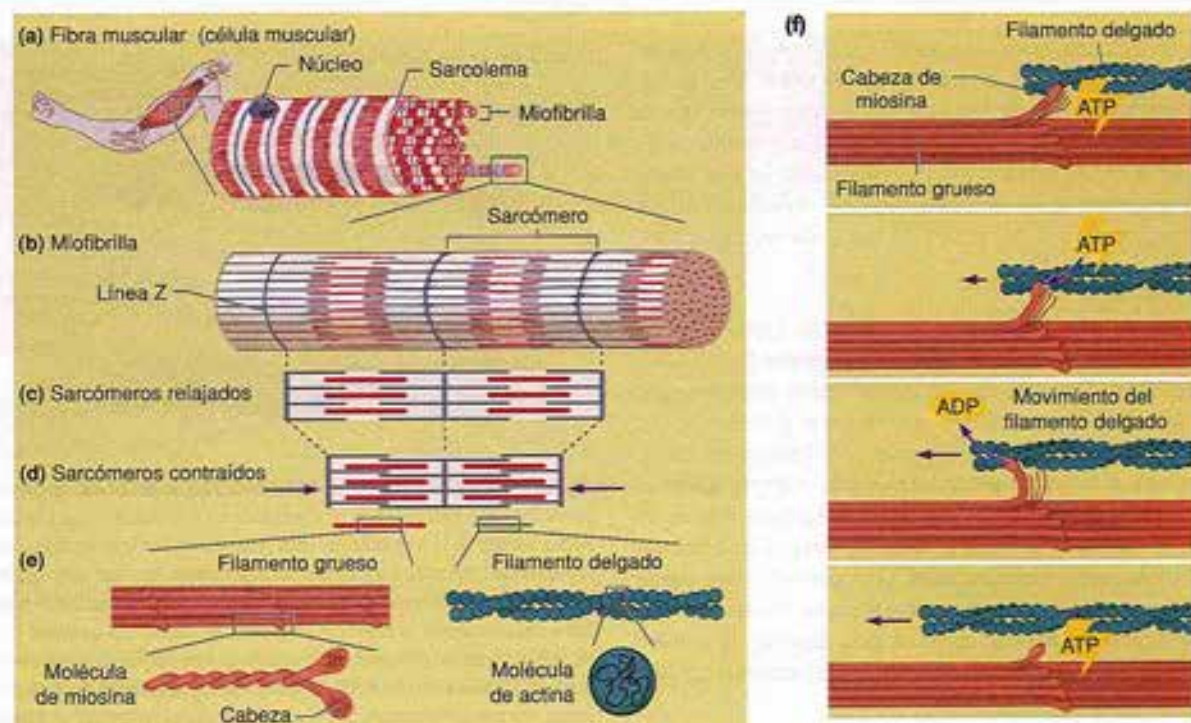 (a) Fibra muscular (célula muscular)
Núcleo
Sarcolema
Miofibrilla
Sarcómero
(b) Miofibrilla
Línea Z
(c) Sarcómeros relajados
(d) Sarcómeros contraídos
(e)
Filamento grueso
Filamento delgado
Molécula
de miosina
Cabeza
Molécula
de actina
(f)
Filamento delgado
Cabeza de
miosina
ATP
Filamento grueso
ATP
ADP
Movimiento del
filamento delgado
ATP